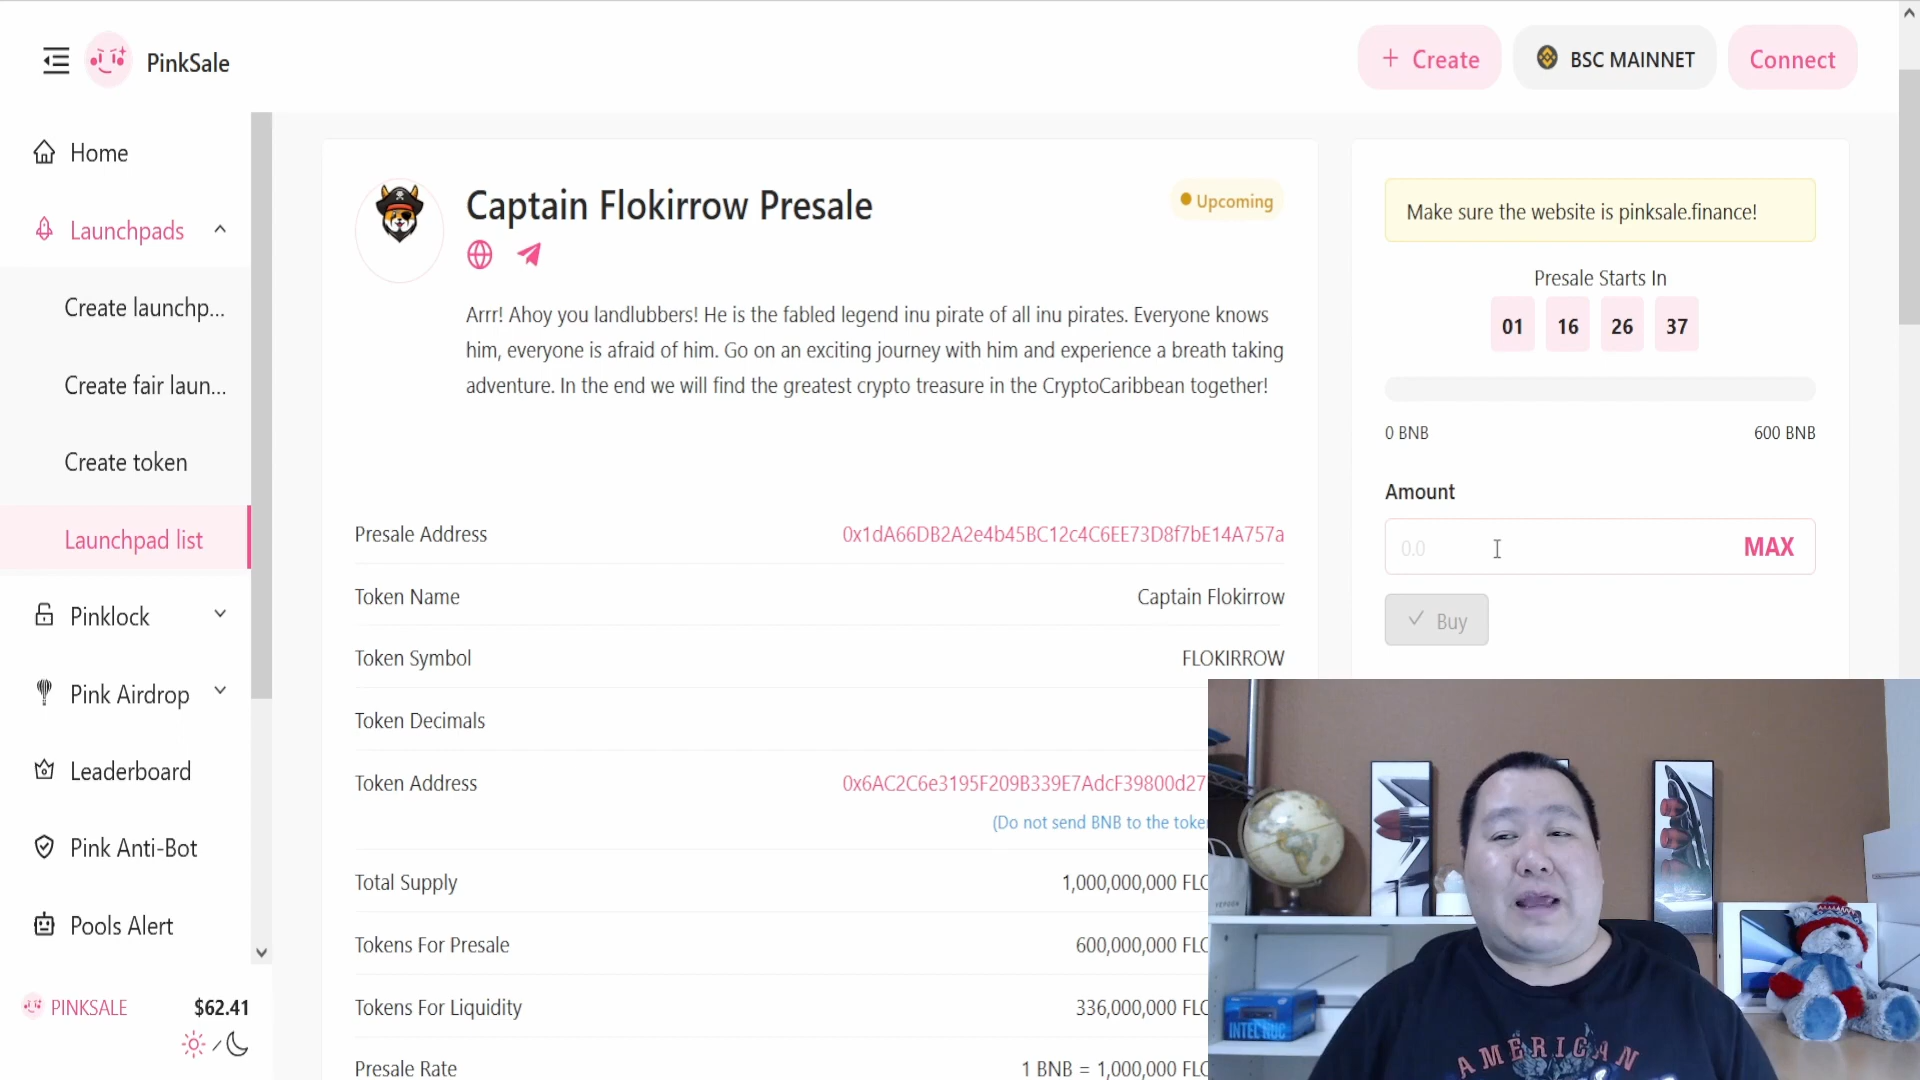 PinkSale
+ Create
BSC MAINNET
Connect
Home
Launchpads
Create launchp...
Create fair laun...
Create token
Launchpad list
Pinklock
Pink Airdrop
Leaderboard
Pink Anti-Bot
Pools Alert
PINKSALE $62.41
Captain Flokirrow Presale
Upcoming
Arrr! Ahoy you landlubbers! He is the fabled legend inu pirate of all inu pirates. Everyone knows
him, everyone is afraid of him. Go on an exciting journey with him and experience a breath taking
adventure. In the end we will find the greatest crypto treasure in the CryptoCaribbean together!
Presale Address 0x1dA66DB2A2e4b45BC12c4C6EE73D8f7bE14A757a
Token Name Captain Flokirrow
Token Symbol FLOKIRROW
Token Decimals
Token Address 0x6AC2C6e3195F209B339E7AdcF39800d27
(Do not send BNB to the toke
Total Supply 1,000,000,000 FLO
Tokens For Presale 600,000,000 FLO
Tokens For Liquidity 336,000,000 FLO
Presale Rate 1 BNB = 1,000,000 FLO
Make sure the website is pinksale.finance!
Presale Starts In
01 16 26 37
0 BNB 600 BNB
Amount
0.0 MAX
Buy
INTEL NUC
AMERICAN